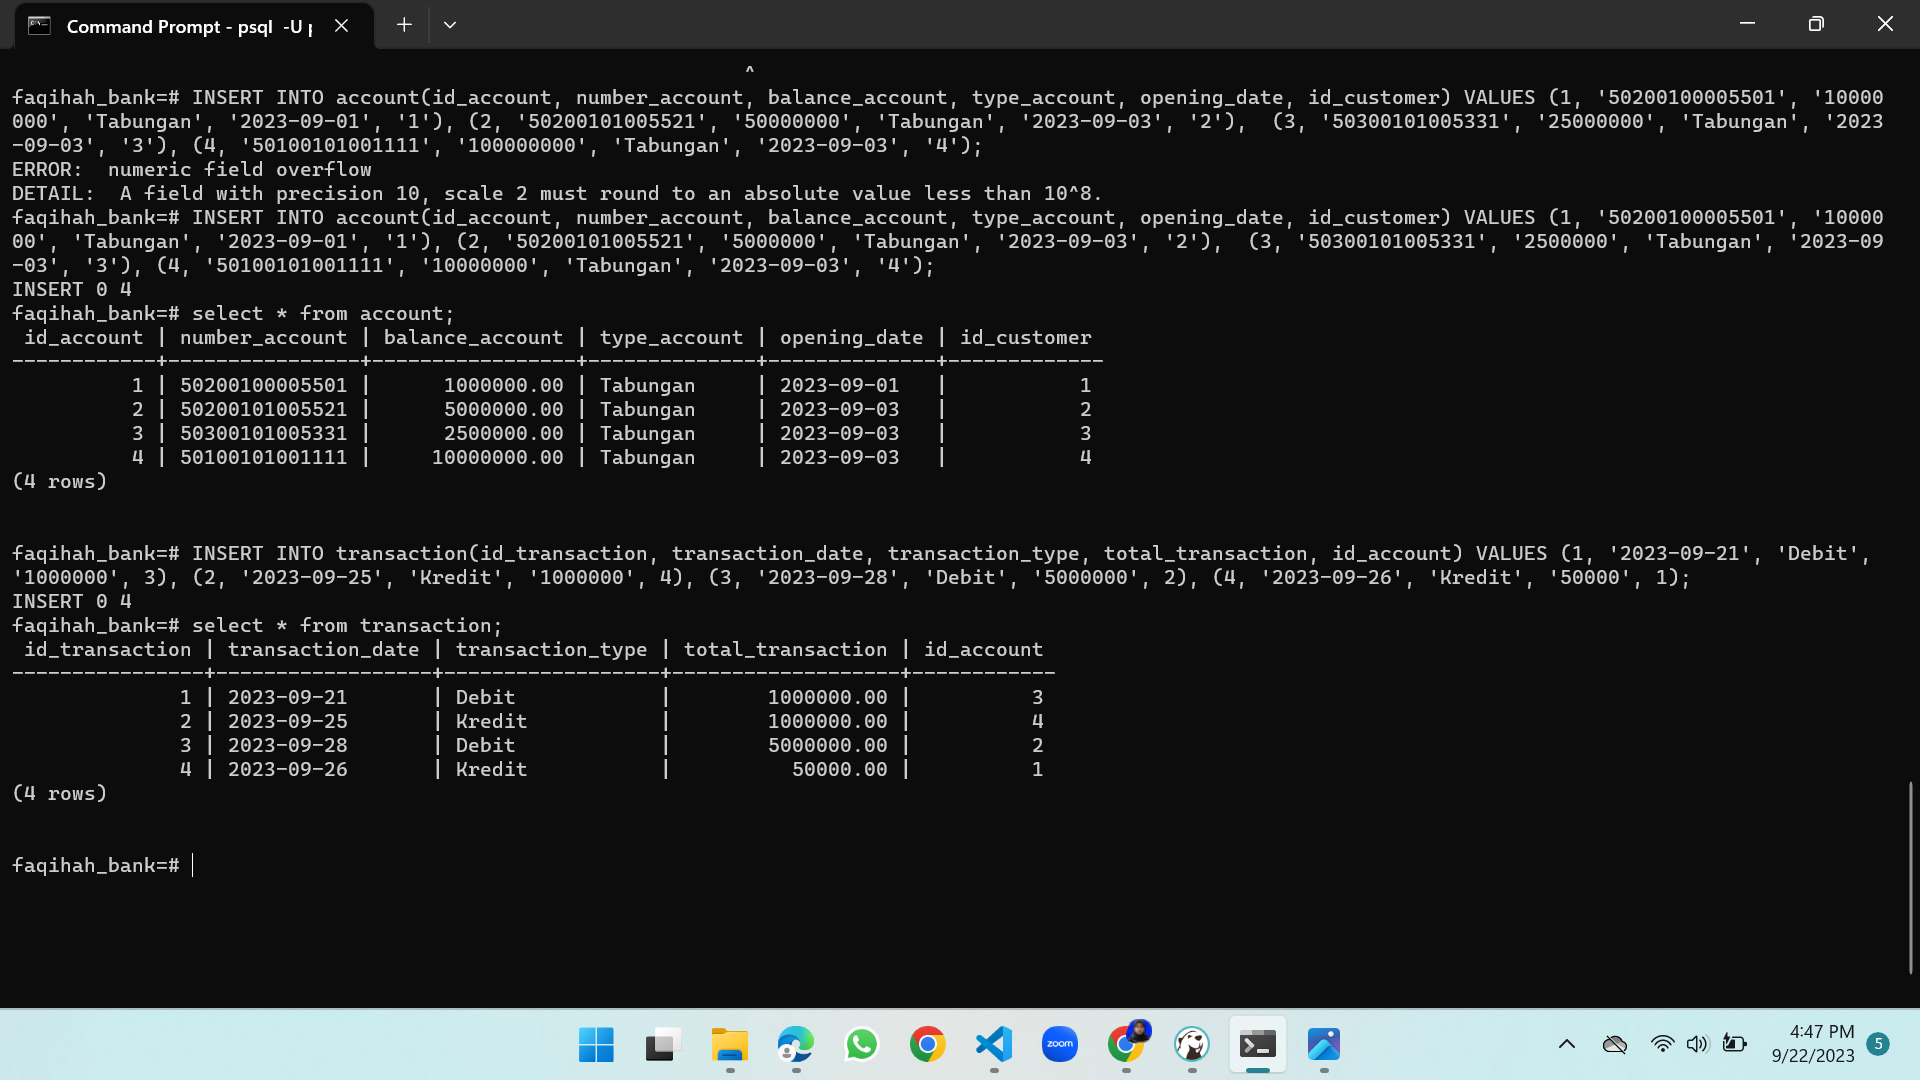 Command Prompt - psql  -U p
^
faqihah_bank=# INSERT INTO account(id_account, number_account, balance_account, type_account, opening_date, id_customer) VALUES (1, '50200100005501', '10000
000', 'Tabungan', '2023-09-01', '1'), (2, '50200101005521', '50000000', 'Tabungan', '2023-09-03', '2'),  (3, '50300101005331', '25000000', 'Tabungan', '2023
-09-03', '3'), (4, '50100101001111', '100000000', 'Tabungan', '2023-09-03', '4');
ERROR:  numeric field overflow
DETAIL:  A field with precision 10, scale 2 must round to an absolute value less than 10^8.
faqihah_bank=# INSERT INTO account(id_account, number_account, balance_account, type_account, opening_date, id_customer) VALUES (1, '50200100005501', '10000
00', 'Tabungan', '2023-09-01', '1'), (2, '50200101005521', '5000000', 'Tabungan', '2023-09-03', '2'),  (3, '50300101005331', '2500000', 'Tabungan', '2023-09
-03', '3'), (4, '50100101001111', '10000000', 'Tabungan', '2023-09-03', '4');
INSERT 0 4
faqihah_bank=# select * from account;
 id_account | number_account | balance_account | type_account | opening_date | id_customer
------------+----------------+-----------------+--------------+--------------+-------------
          1 | 50200100005501 |      1000000.00 | Tabungan     | 2023-09-01   |           1
          2 | 50200101005521 |      5000000.00 | Tabungan     | 2023-09-03   |           2
          3 | 50300101005331 |      2500000.00 | Tabungan     | 2023-09-03   |           3
          4 | 50100101001111 |     10000000.00 | Tabungan     | 2023-09-03   |           4
(4 rows)
faqihah_bank=# INSERT INTO transaction(id_transaction, transaction_date, transaction_type, total_transaction, id_account) VALUES (1, '2023-09-21', 'Debit',
'1000000', 3), (2, '2023-09-25', 'Kredit', '1000000', 4), (3, '2023-09-28', 'Debit', '5000000', 2), (4, '2023-09-26', 'Kredit', '50000', 1);
INSERT 0 4
faqihah_bank=# select * from transaction;
 id_transaction | transaction_date | transaction_type | total_transaction | id_account
----------------+------------------+------------------+-------------------+------------
              1 | 2023-09-21       | Debit            |        1000000.00 |          3
              2 | 2023-09-25       | Kredit           |        1000000.00 |          4
              3 | 2023-09-28       | Debit            |        5000000.00 |          2
              4 | 2023-09-26       | Kredit           |          50000.00 |          1
(4 rows)
faqihah_bank=#
zoom
4:47 PM
9/22/2023
5